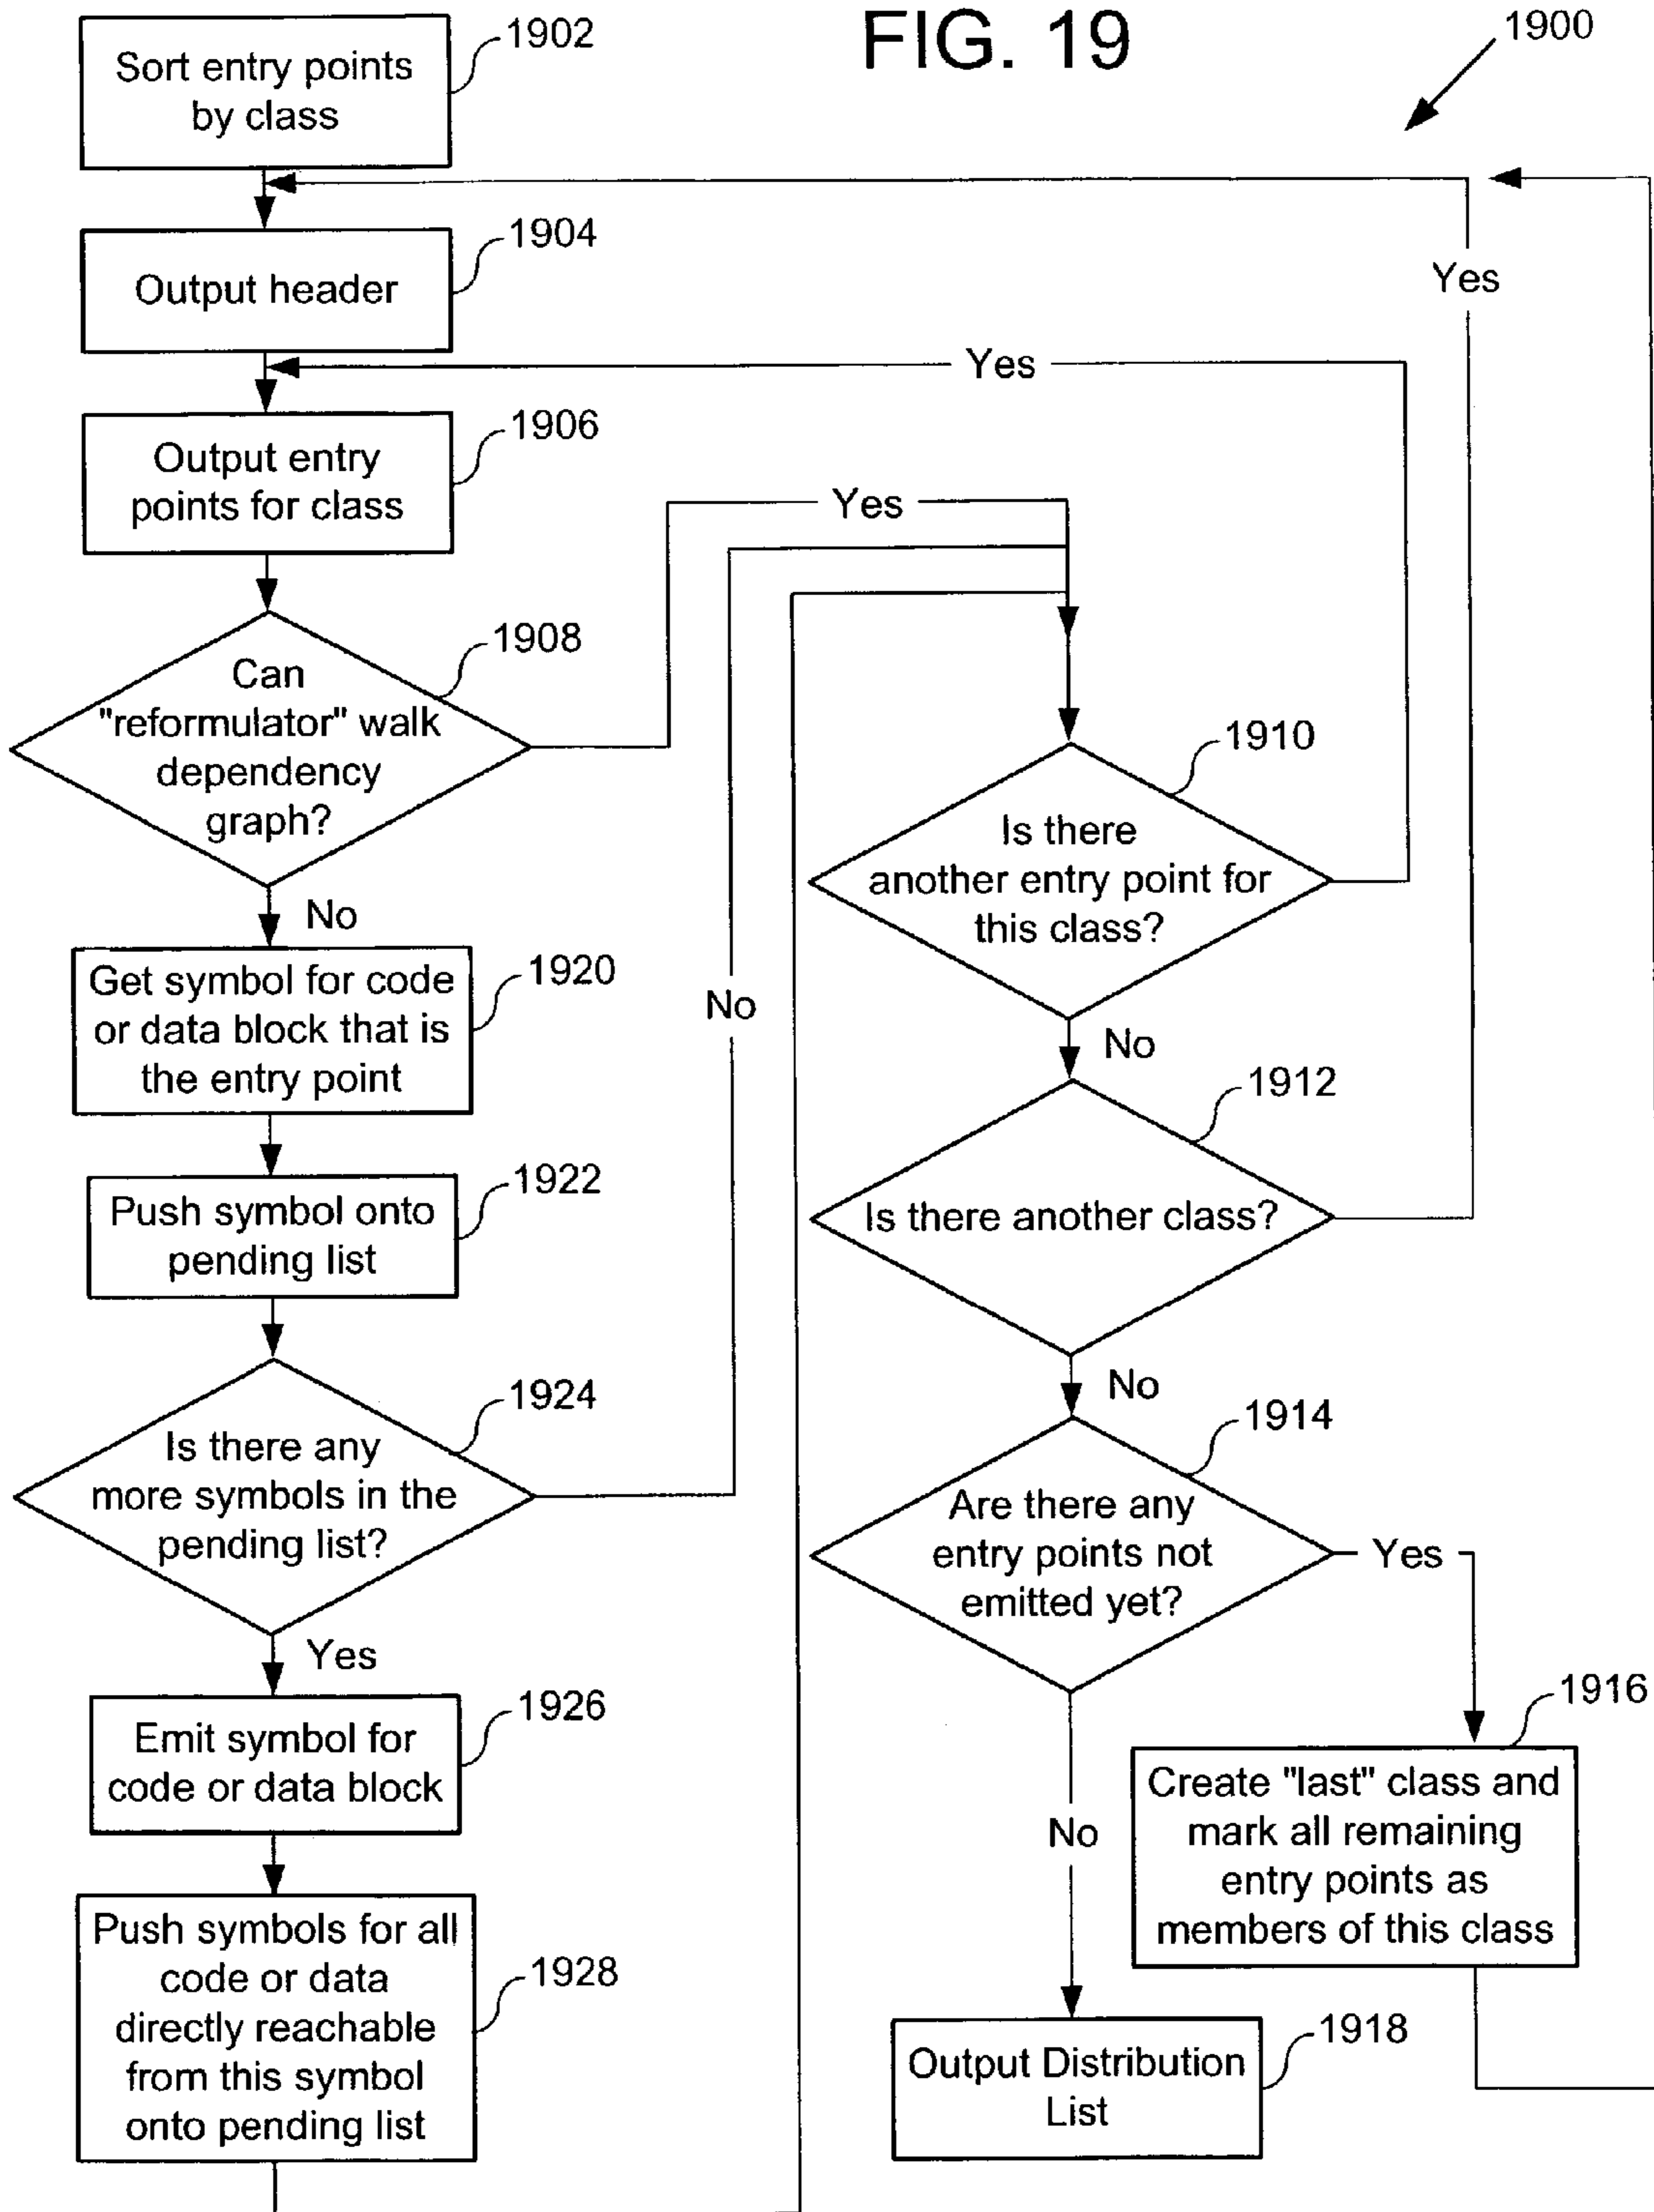 FIG. 19
1900
1902
Sort entry points
by class
1904
Output header
Yes
Yes
1906
Output entry
points for class
Yes
1908
Can
"reformulator" walk
dependency
graph?
No
1910
Is there
another entry point for
this class?
No
1920
Get symbol for code
or data block that is
the entry point
No
1912
Is there another class?
No
1922
Push symbol onto
pending list
1924
Is there any
more symbols in the
pending list?
Yes
1914
Are there any
entry points not
emitted yet?
Yes
No
1926
Emit symbol for
code or data block
1916
Create "last" class and
mark all remaining
entry points as
members of this class
1928
Push symbols for all
code or data
directly reachable
from this symbol
onto pending list
1918
Output Distribution
List